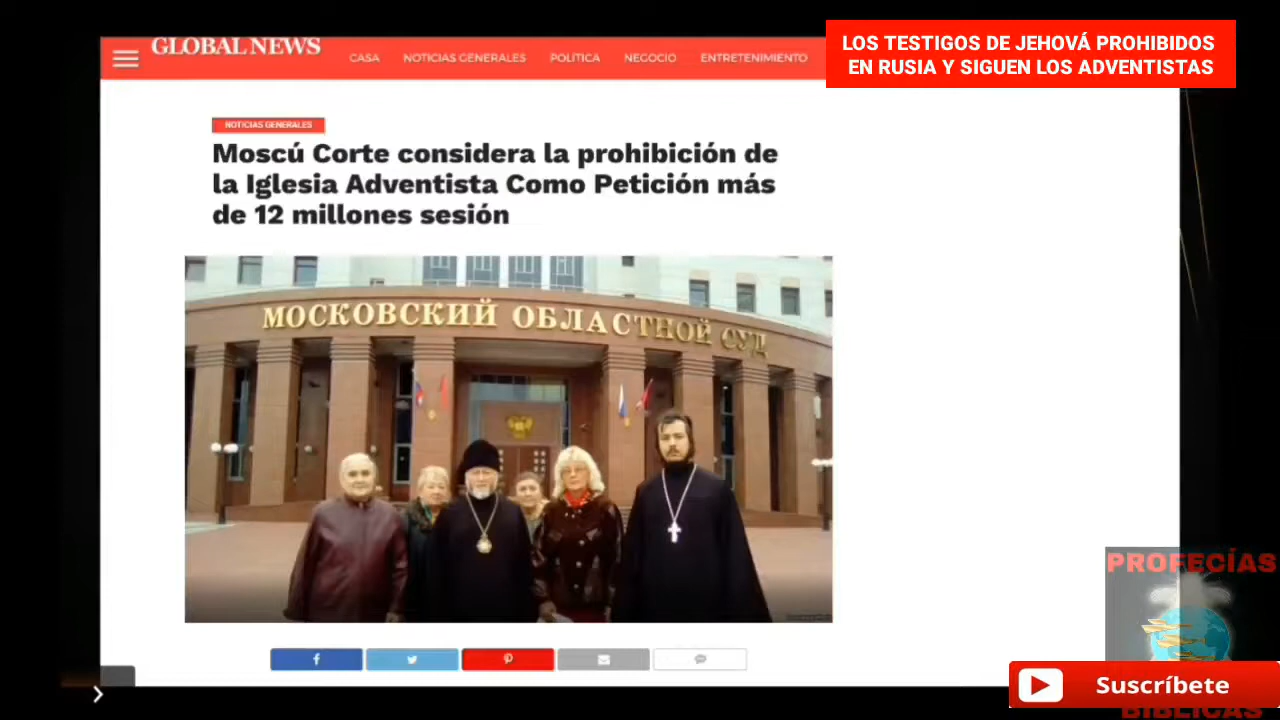 GLOBAL NEWS
CASA NOTICIAS GENERALES POLITICA NEGOCIO ENTRETENIMIENTO
LOS TESTIGOS DE JEHOVÁ PROHIBIDOS
EN RUSIA Y SIGUEN LOS ADVENTISTAS
NOTICIAS GENERALES
Moscú Corte considera la prohibición de
la Iglesia Adventista Como Petición más
de 12 millones sesión
МОСКОВСКИЙ ОБЛАСТНОЙ СУД
PROFECÍAS
Suscríbete
BÍBLICAS